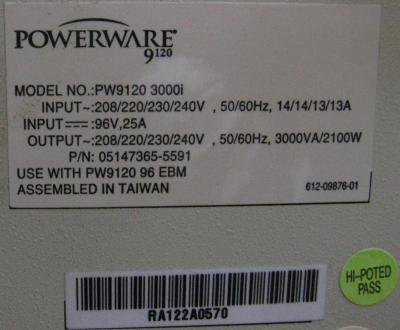 POWERWARE®
9120
MODEL NO.:PW9120 3000i
INPUT~:208/220/230/240V , 50/60Hz, 14/14/13/13A
INPUT⎓:96V,25A
OUTPUT~:208/220/230/240V , 50/60Hz, 3000VA/2100W
P/N: 05147365-5591
USE WITH PW9120 96 EBM
ASSEMBLED IN TAIWAN
612-09876-01
HI-POTED
PASS
RA122A0570